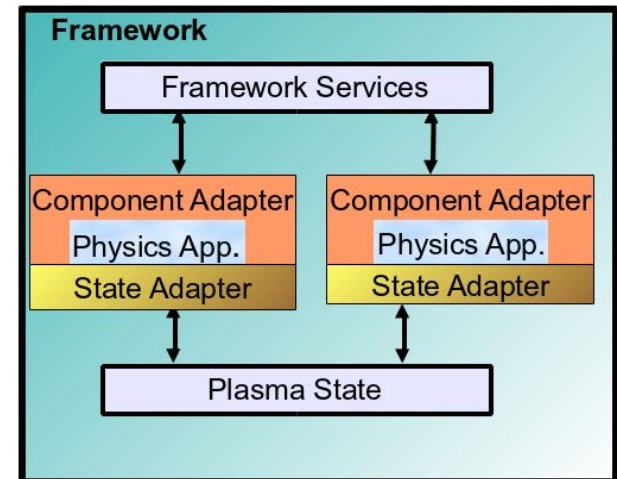 Framework
Framework Services
Component Adapter
Physics App.
State Adapter
Component Adapter
Physics App.
State Adapter
Plasma State